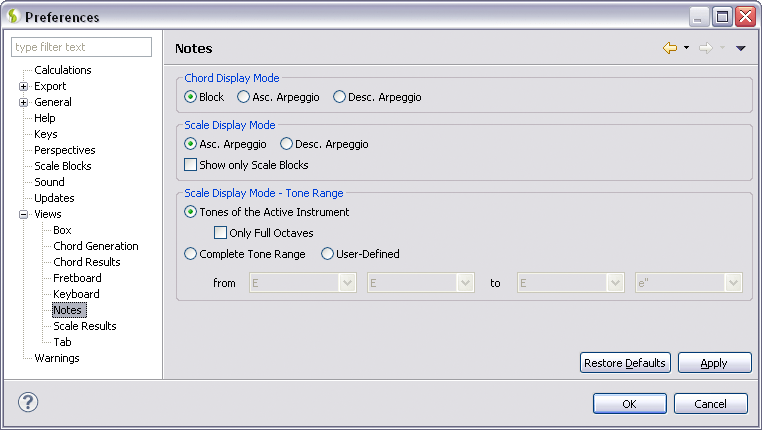 Preferences
type filter text
Calculations
Export
General
Help
Keys
Perspectives
Scale Blocks
Sound
Updates
Views
Box
Chord Generation
Chord Results
Fretboard
Keyboard
Notes
Scale Results
Tab
Warnings
Notes
Chord Display Mode
Block Asc. Arpeggio Desc. Arpeggio
Scale Display Mode
Asc. Arpeggio Desc. Arpeggio
Show only Scale Blocks
Scale Display Mode - Tone Range
Tones of the Active Instrument
Only Full Octaves
Complete Tone Range User-Defined
from E E to E e"
Restore Defaults Apply
? OK Cancel